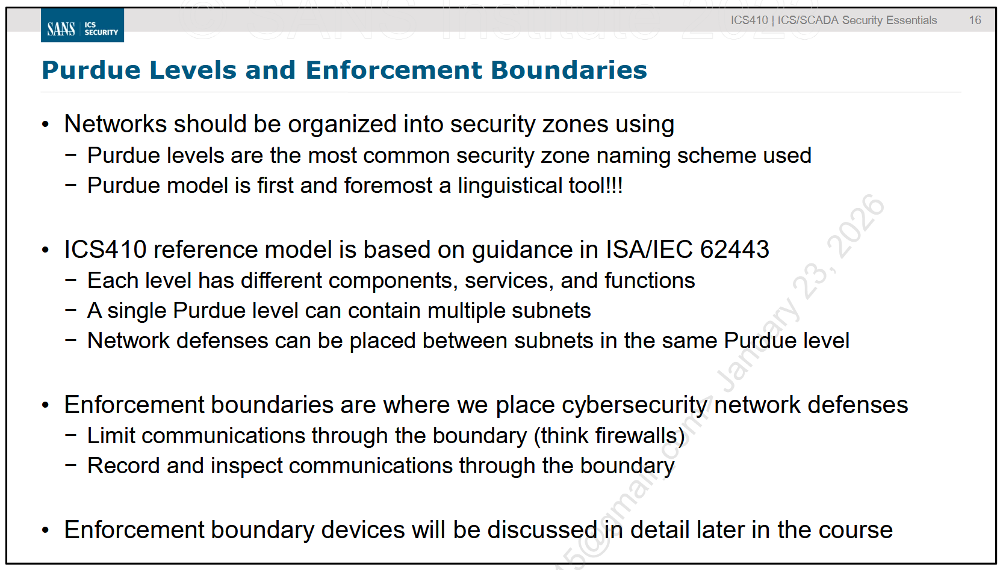 © SANS Institute 2026
SANS
ICS
SECURITY
ICS410 | ICS/SCADA Security Essentials 16
Purdue Levels and Enforcement Boundaries
• Networks should be organized into security zones using
− Purdue levels are the most common security zone naming scheme used
− Purdue model is first and foremost a linguistical tool!!!
• ICS410 reference model is based on guidance in ISA/IEC 62443
− Each level has different components, services, and functions
− A single Purdue level can contain multiple subnets
− Network defenses can be placed between subnets in the same Purdue level
• Enforcement boundaries are where we place cybersecurity network defenses
− Limit communications through the boundary (think firewalls)
− Record and inspect communications through the boundary
• Enforcement boundary devices will be discussed in detail later in the course
15@gmail_com> January 23, 2026